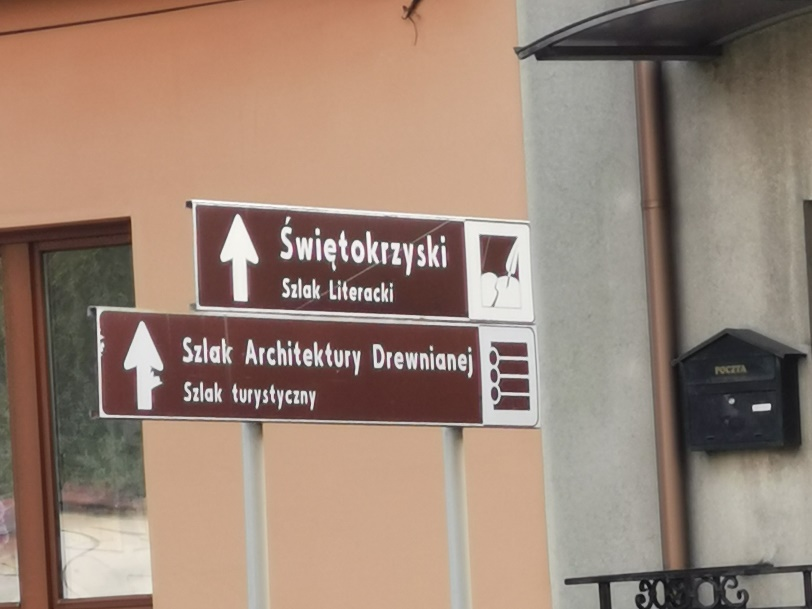 Świętokrzyski
Szlak Literacki
Szlak Architektury Drewnianej
Szlak turystyczny
POCZTA